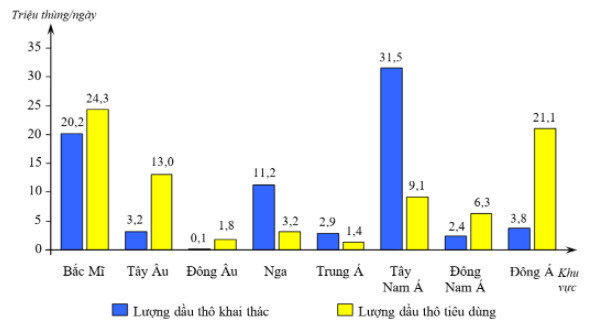 Triệu thùng/ngày
35
30
25
20
15
10
5
0
20,2
24,3
3,2
13,0
0,1
1,8
11,2
3,2
2,9
1,4
31,5
9,1
2,4
6,3
3,8
21,1
Bắc Mĩ
Tây Âu
Đông Âu
Nga
Trung Á
Tây
Nam Á
Đông
Nam Á
Đông Á
Khu
vực
Lượng dầu thô khai thác
Lượng dầu thô tiêu dùng